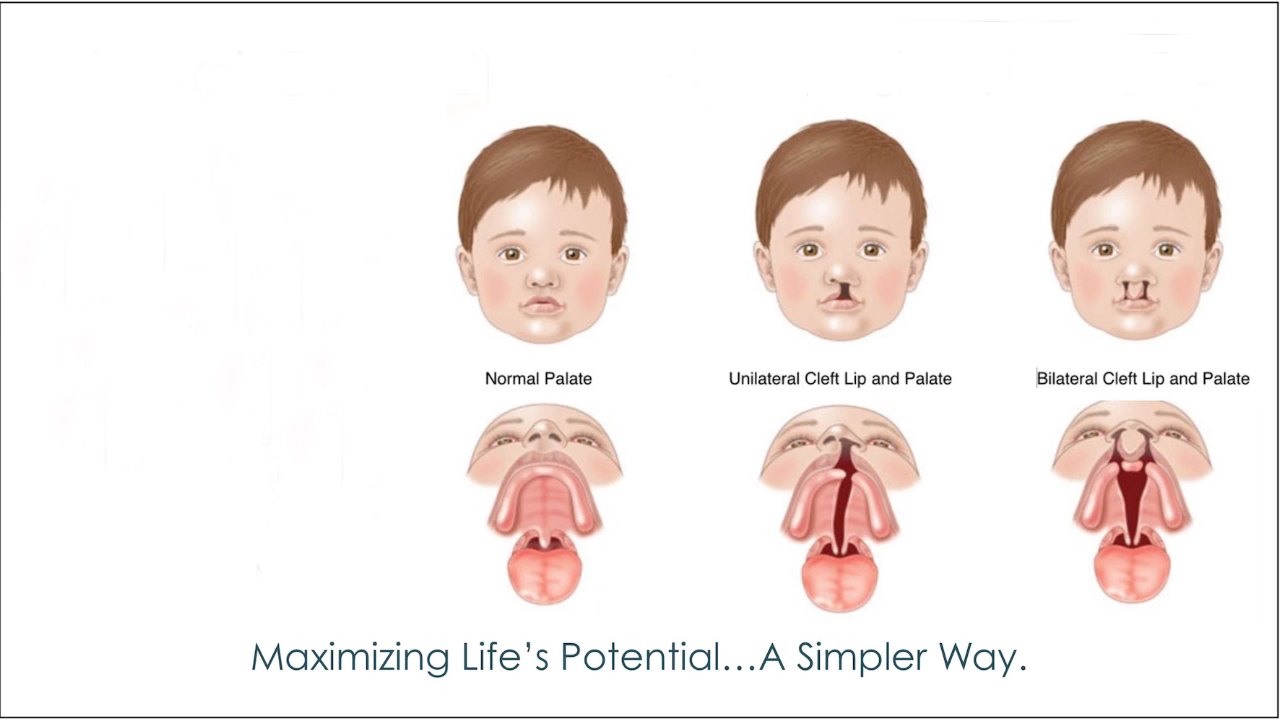 Normal Palate
Unilateral Cleft Lip and Palate
Bilateral Cleft Lip and Palate
Maximizing Life’s Potential...A Simpler Way.